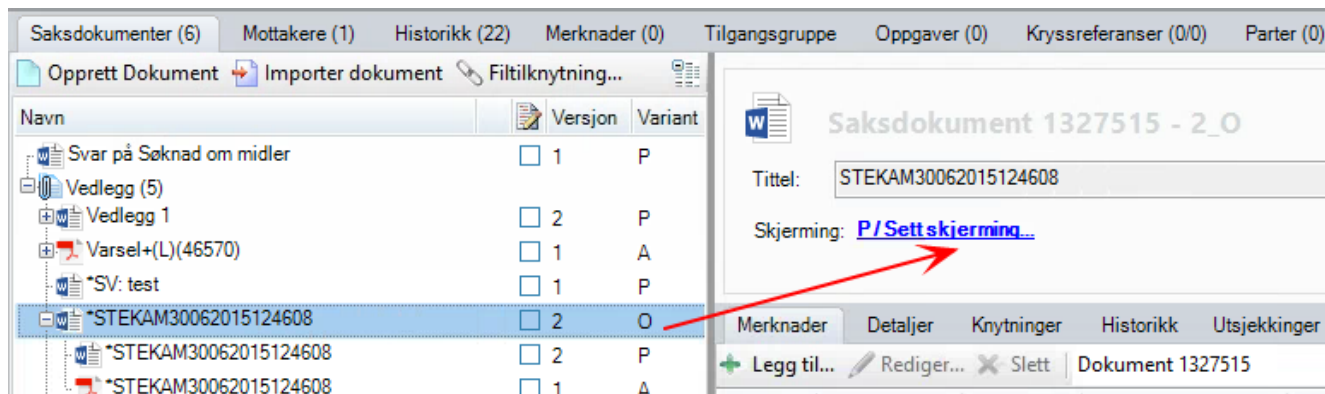 Saksdokumenter (6) Mottakere (1) Historikk (22) Merknader (0) Tilgangsgruppe Oppgaver (0) Kryssreferanser (0/0) Parter (0)
Opprett Dokument Importer dokument Filtilknytning...
Navn Versjon Variant
Svar på Søknad om midler 1 P
Vedlegg (5)
Vedlegg 1 2 P
Varsel+(L)(46570) 1 A
*SV: test 1 P
*STEKAM30062015124608 2 O
*STEKAM30062015124608 2 P
*STEKAM30062015124608 1 A
Saksdokument 1327515 - 2_O
Tittel: STEKAM30062015124608
Skjerming: P / Sett skjerming...
Merknader Detaljer Knytninger Historikk Utsjekkinger
Legg til... Rediger... Slett Dokument 1327515